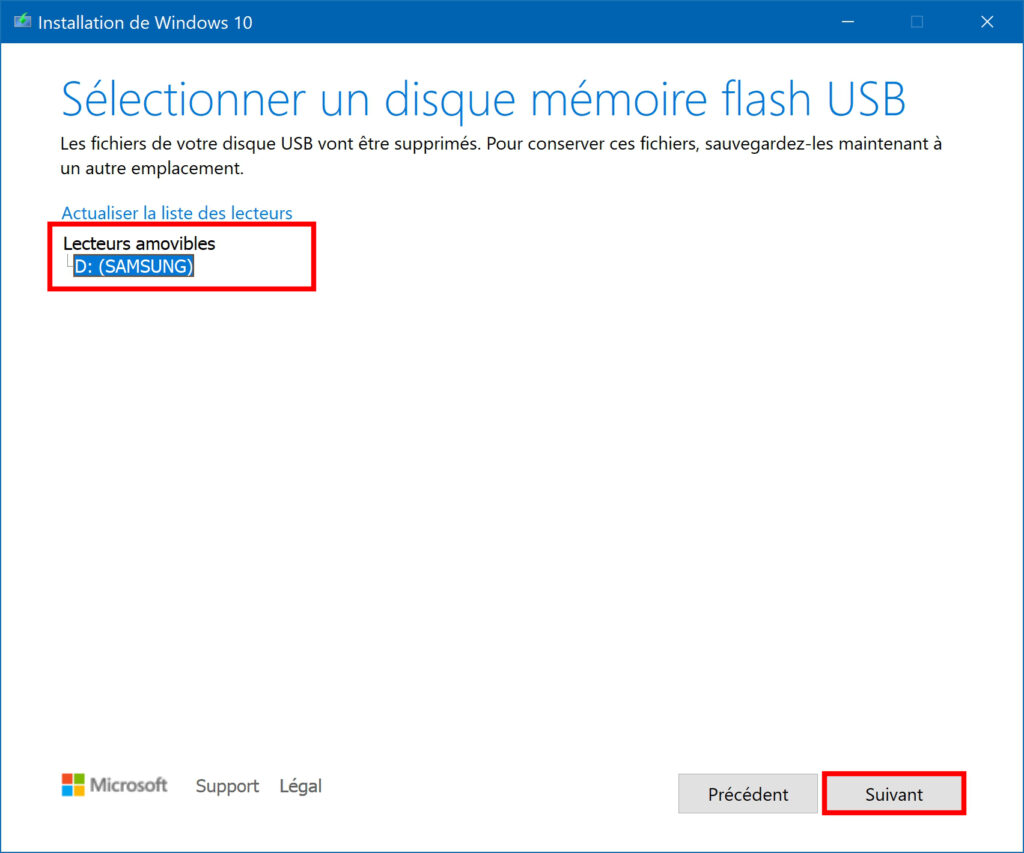 Installation de Windows 10
Sélectionner un disque mémoire flash USB
Les fichiers de votre disque USB vont être supprimés. Pour conserver ces fichiers, sauvegardez-les maintenant à
un autre emplacement.
Actualiser la liste des lecteurs
Lecteurs amovibles
D: (SAMSUNG)
Microsoft Support Légal Précédent Suivant